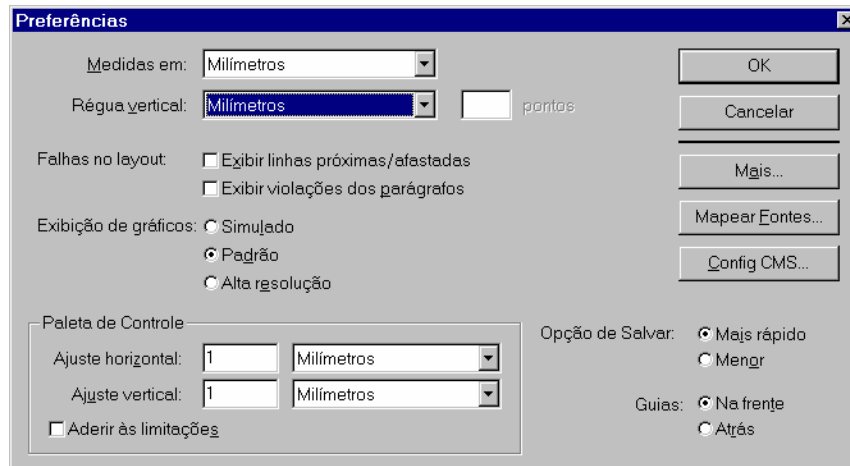 Preferências
Medidas em: Milímetros
OK
Régua vertical: Milímetros pontos
Cancelar
Falhas no layout: Exibir linhas próximas/afastadas
Mais...
Exibir violações dos parágrafos
Mapear Fontes...
Exibição de gráficos: Simulado
Padrão
Config CMS...
Alta resolução
Paleta de Controle
Opção de Salvar: Mais rápido
Ajuste horizontal: 1 Milímetros
Menor
Ajuste vertical: 1 Milímetros
Guias: Na frente
Aderir às limitações
Atrás